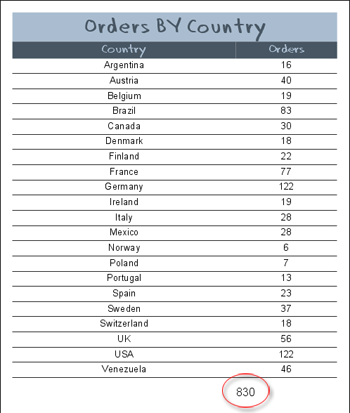 Orders BY Country
Country Orders
Argentina 16
Austria 40
Belgium 19
Brazil 83
Canada 30
Denmark 18
Finland 22
France 77
Germany 122
Ireland 19
Italy 28
Mexico 28
Norway 6
Poland 7
Portugal 13
Spain 23
Sweden 37
Switzerland 18
UK 56
USA 122
Venezuela 46
830